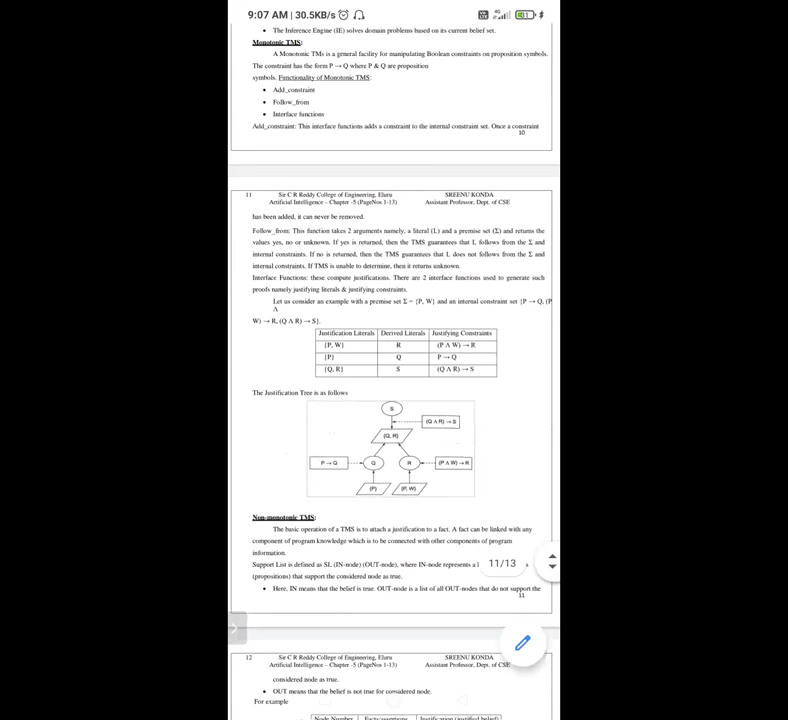 9:07 AM | 30.5KB/s
4G
• The Inference Engine (IE) solves domain problems based on its current belief set.
Monotonic TMS:
A Monotonic TMs is a general facility for manipulating Boolean constraints on proposition symbols.
The constraint has the form P → Q where P & Q are proposition
symbols. Functionality of Monotonic TMS:
• Add_constraint
• Follow_from
• Interface functions
Add_constraint: This interface functions adds a constraint to the internal constraint set. Once a constraint
10
11 Sir C R Reddy College of Engineering, Eluru SREENU KONDA
Artificial Intelligence – Chapter -5 (PageNos 1-13) Assistant Professor, Dept. of CSE
has been added, it can never be removed.
Follow_from: This function takes 2 arguments namely, a literal (L) and a premise set (Σ) and returns the
values yes, no or unknown. If yes is returned, then the TMS guarantees that L follows from the Σ and
internal constraints. If no is returned, then the TMS guarantees that L does not follows from the Σ and
internal constraints. If TMS is unable to determine, then it returns unknown.
Interface Functions: these compute justifications. There are 2 interface functions used to generate such
proofs namely justifying literals & justifying constraints.
Let us consider an example with a premise set Σ = {P, W} and an internal constraint set {P → Q, (P
Λ
W) → R, (Q Λ R) → S}.
Justification Literals Derived Literals Justifying Constraints
{P, W} R (P Λ W) → R
{P} Q P → Q
{Q, R} S (Q Λ R) → S
The Justification Tree is as follows
S
(Q Λ R) → S
{Q, R}
P → Q Q R (P Λ W) → R
{P} {P, W}
Non-monotonic TMS:
The basic operation of a TMS is to attach a justification to a fact. A fact can be linked with any
component of program knowledge which is to be connected with other components of program
information.
Support List is defined as SL (IN-node) (OUT-node), where IN-node represents a l 11/13 s
(propositions) that support the considered node as true.
• Here, IN means that the belief is true. OUT-node is a list of all OUT-nodes that do not support the
11
12 Sir C R Reddy College of Engineering, Eluru SREENU KONDA
Artificial Intelligence – Chapter -5 (PageNos 1-13) Assistant Professor, Dept. of CSE
considered node as true.
• OUT means that the belief is not true for considered node.
For example
Node Number Facts/assertions Justification (justified belief)